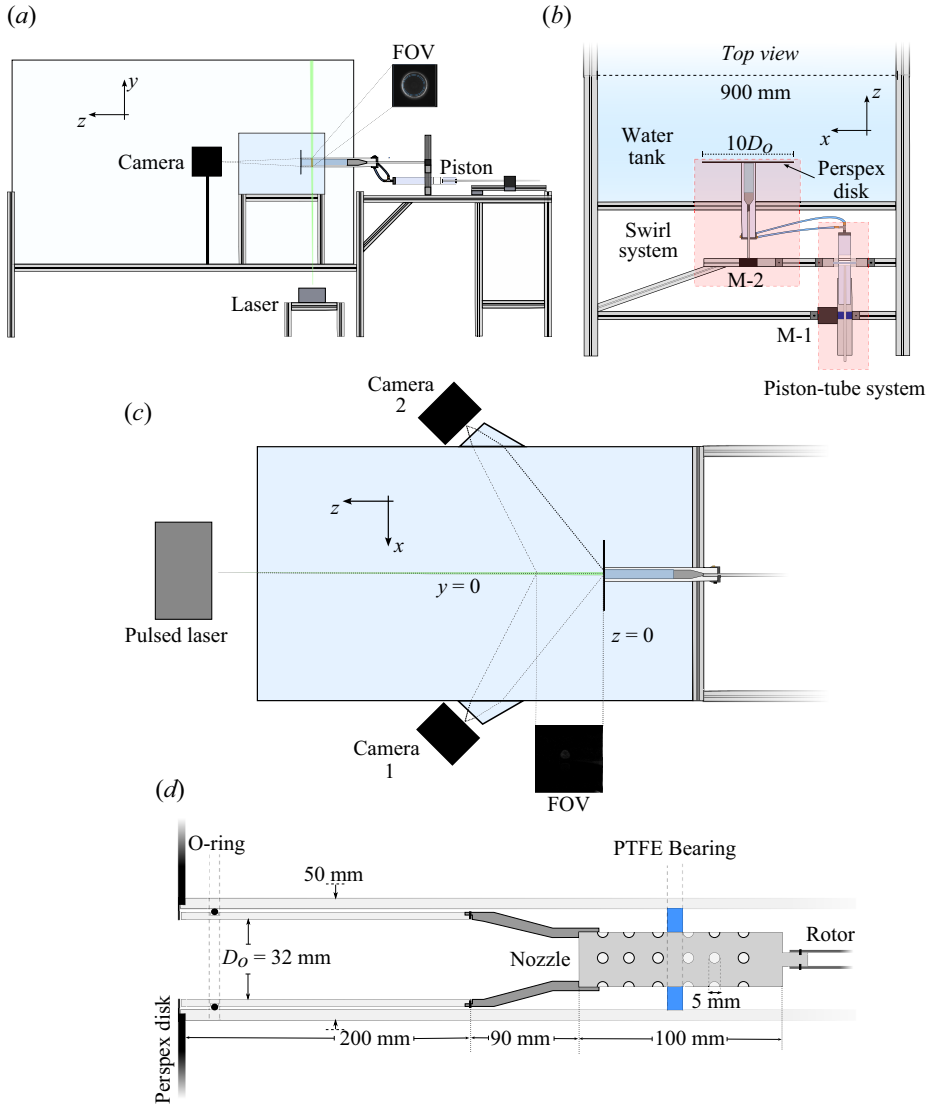 (a)
FOV
y
z
Camera
Piston
Laser
(b)
Top view
900 mm
z
x
Water
tank
10Do
Perspex
disk
Swirl
system
M-2
M-1
Piston-tube system
(c)
Camera
2
z
x
y = 0
z = 0
Pulsed laser
Camera
1
FOV
(d)
O-ring
PTFE Bearing
50 mm
Do = 32 mm
Nozzle
Rotor
5 mm
Perspex disk
200 mm
90 mm
100 mm